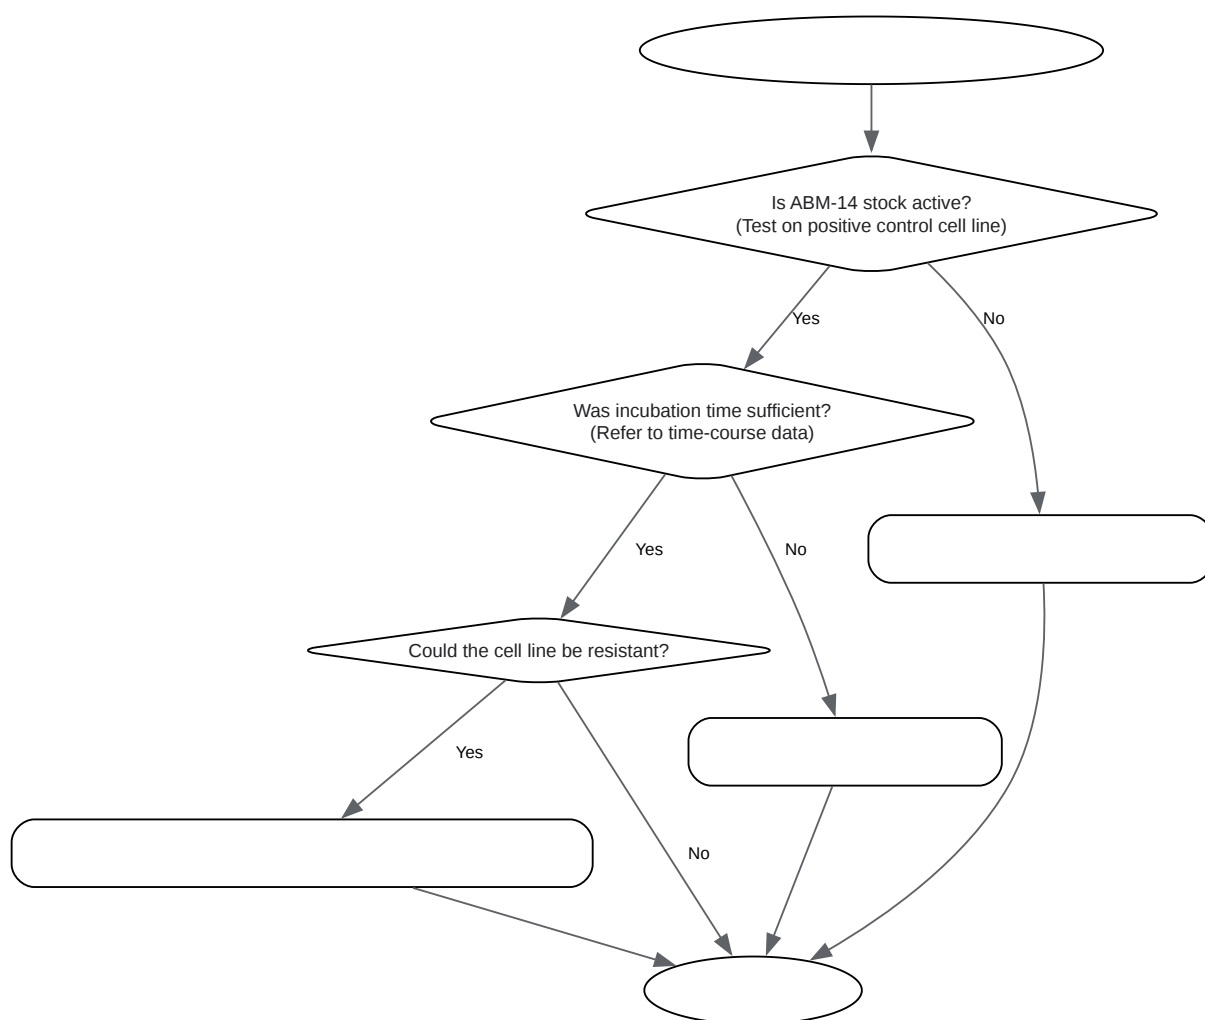 Is ABM-14 stock active?
(Test on positive control cell line)
Yes
No
Was incubation time sufficient?
(Refer to time-course data)
Yes
No
Could the cell line be resistant?
Yes
No